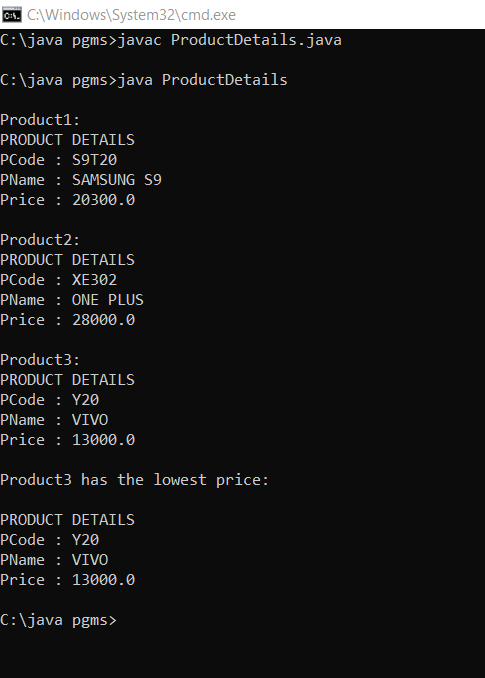 C:\Windows\System32\cmd.exe
C:\java pgms>javac ProductDetails.java
C:\java pgms>java ProductDetails
Product1:
PRODUCT DETAILS
PCode : S9T20
PName : SAMSUNG S9
Price : 20300.0
Product2:
PRODUCT DETAILS
PCode : XE302
PName : ONE PLUS
Price : 28000.0
Product3:
PRODUCT DETAILS
PCode : Y20
PName : VIVO
Price : 13000.0
Product3 has the lowest price:
PRODUCT DETAILS
PCode : Y20
PName : VIVO
Price : 13000.0
C:\java pgms>